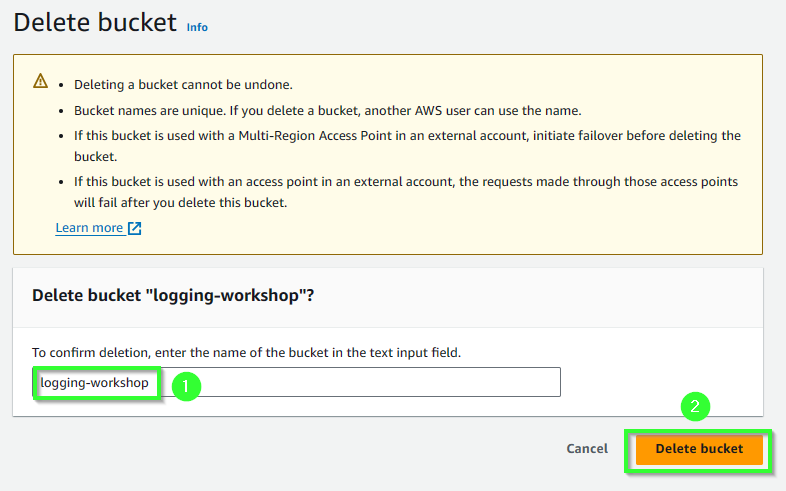 Delete bucket Info
Deleting a bucket cannot be undone.
Bucket names are unique. If you delete a bucket, another AWS user can use the name.
If this bucket is used with a Multi-Region Access Point in an external account, initiate failover before deleting the
bucket.
If this bucket is used with an access point in an external account, the requests made through those access points
will fail after you delete this bucket.
Learn more
Delete bucket "logging-workshop"?
To confirm deletion, enter the name of the bucket in the text input field.
logging-workshop 1
2
Cancel Delete bucket